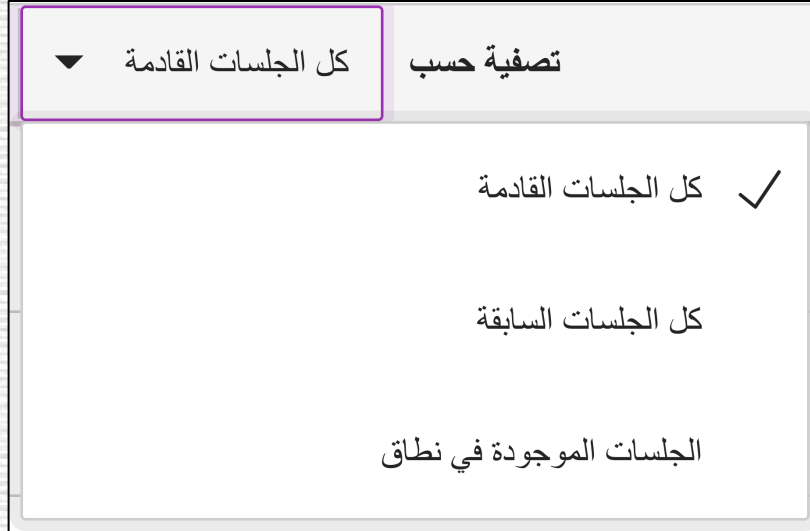 تصفية حسب كل الجلسات القادمة
كل الجلسات القادمة
كل الجلسات السابقة
الجلسات الموجودة في نطاق